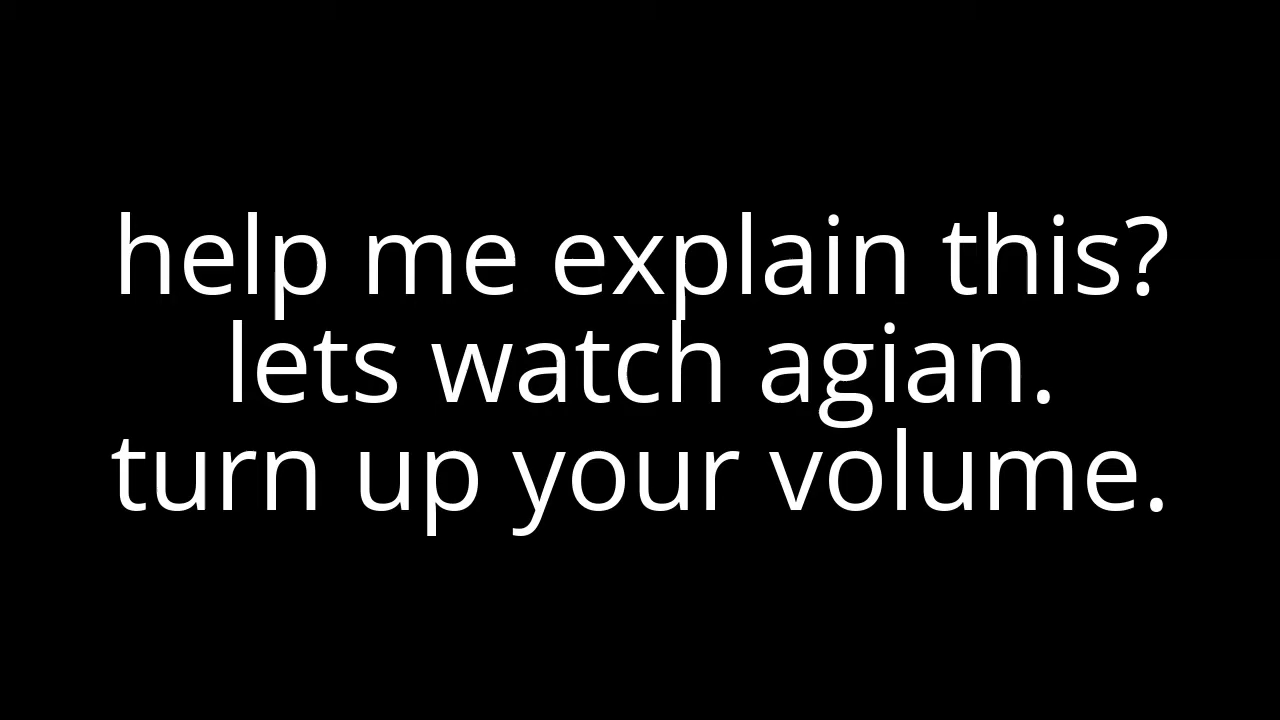 help me explain this?
lets watch agian.
turn up your volume.